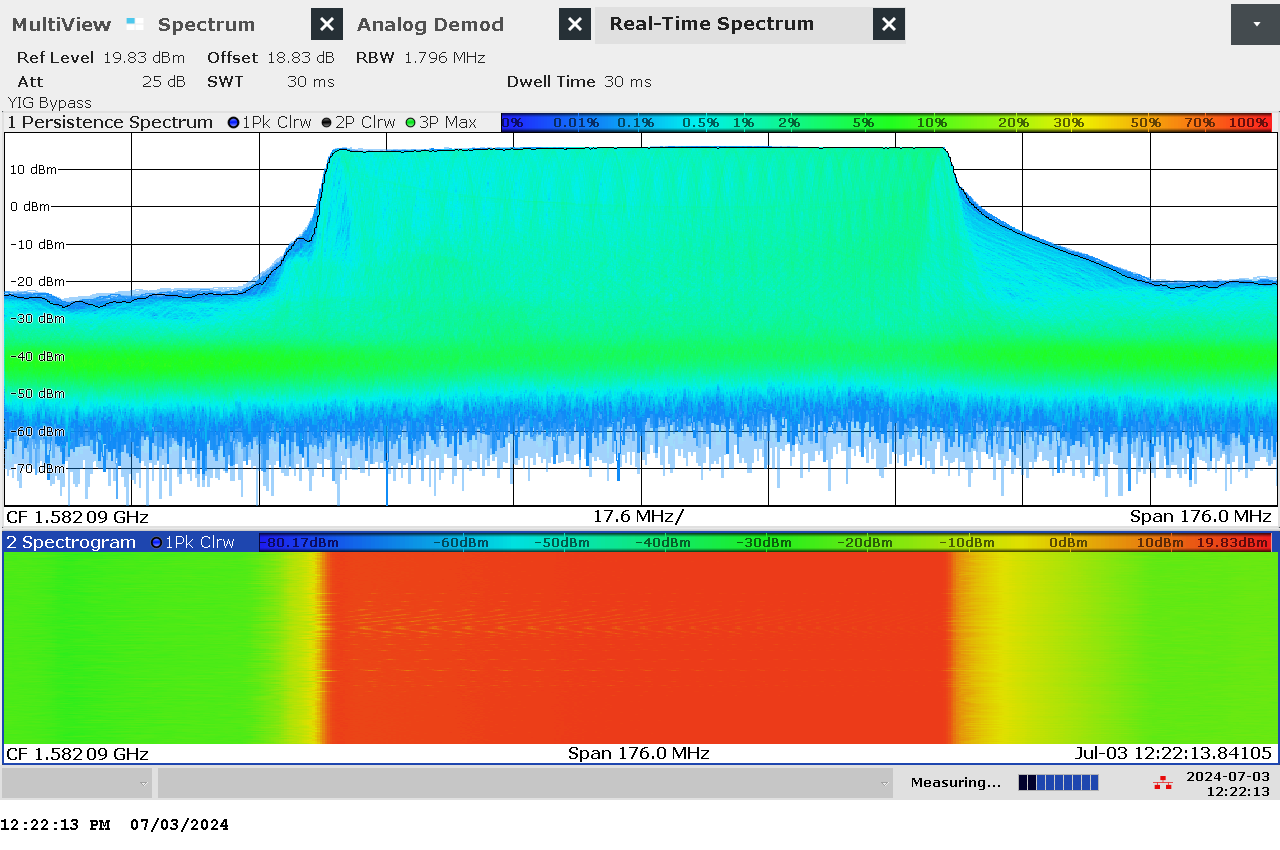 MultiView Spectrum Analog Demod Real-Time Spectrum
Ref Level 19.83 dBm Offset 18.83 dB RBW 1.796 MHz
Att 25 dB SWT 30 ms Dwell Time 30 ms
YIG Bypass
1 Persistence Spectrum 1Pk Clrw 2P Clrw 3P Max 0% 0.01% 0.1% 0.5% 1% 2% 5% 10% 20% 30% 50% 70% 100%
10 dBm
0 dBm
-10 dBm
-20 dBm
-30 dBm
-40 dBm
-50 dBm
-60 dBm
-70 dBm
CF 1.58209 GHz 17.6 MHz/ Span 176.0 MHz
2 Spectrogram 1Pk Clrw -80.17dBm -60dBm -50dBm -40dBm -30dBm -20dBm -10dBm 0dBm 10dBm 19.83dBm
CF 1.58209 GHz Span 176.0 MHz Jul-03 12:22:13.84105
Measuring... 2024-07-03
12:22:13
12:22:13 PM 07/03/2024